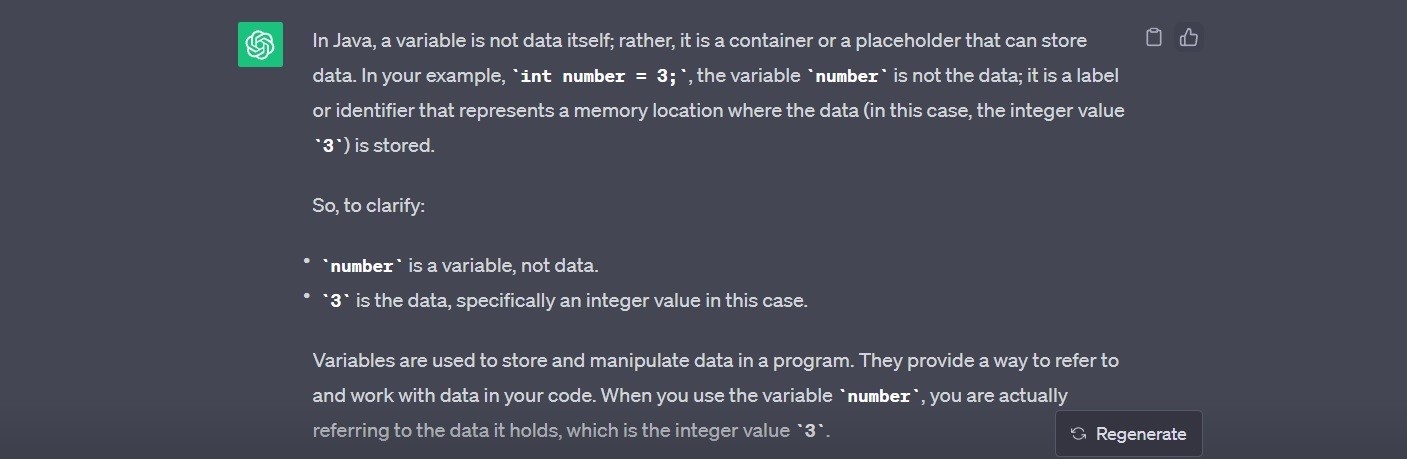 In Java, a variable is not data itself; rather, it is a container or a placeholder that can store
data. In your example, `int number = 3;`, the variable `number` is not the data; it is a label
or identifier that represents a memory location where the data (in this case, the integer value
`3`) is stored.
So, to clarify:
• `number` is a variable, not data.
• `3` is the data, specifically an integer value in this case.
Variables are used to store and manipulate data in a program. They provide a way to refer to
and work with data in your code. When you use the variable `number`, you are actually
referring to the data it holds, which is the integer value `3`.
Regenerate